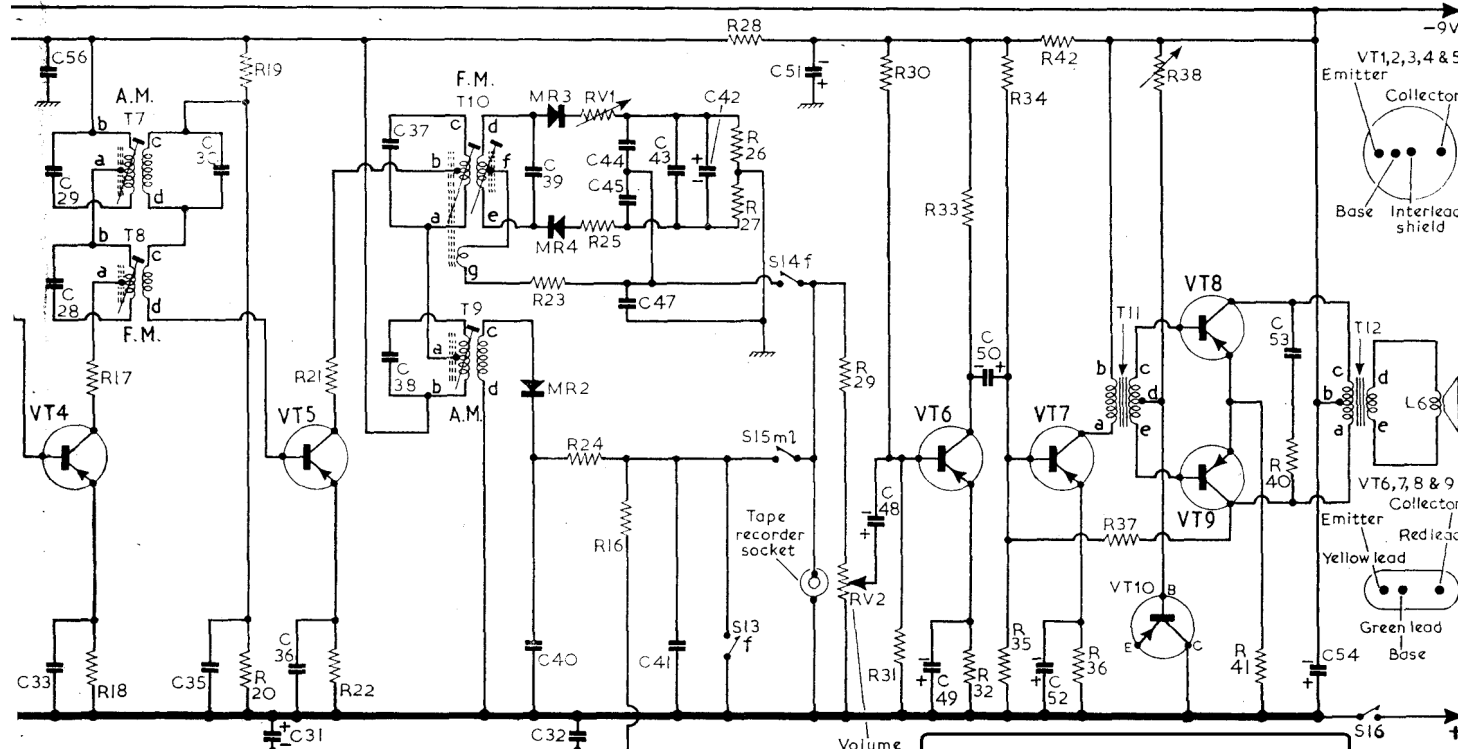 R28
-9V
C56
R19
C51
R30
R42
R38
R34
VT1,2,3,4 & 5
Emitter
Collector
A.M.
T7
b
c
a
d
C
29
F.M.
T10
MR3
RV1
C42
C37
c
d
b
f
a
e
g
C
39
C44
C45
C
43
+
-
R
26
R
27
MR4
R25
R33
Base
Interlead
shield
T8
b
c
a
d
C
28
F.M.
S14f
R23
C47
T9
c
a
b
d
C
38
A.M.
VT8
T11
b
c
d
a
e
C
53
T12
c
d
b
a
e
L6
C
50
- +
R17
R21
MR2
R
29
VT4
VT5
VT6
VT7
R24
S15m1
R
40
VT9
VT6,7,8 & 9
Collector
Emitter
Red lead
Yellow lead
C
48
-
+
R16
Tape
recorder
socket
R37
RV2
VT10
B
E
C
Green lead
Base
S13
f
C33
R18
C35
R
20
C
36
R22
C40
C41
R31
C
49
R
32
R
35
C
52
R
36
R
41
C54
C31
C32
S16
+
Volume